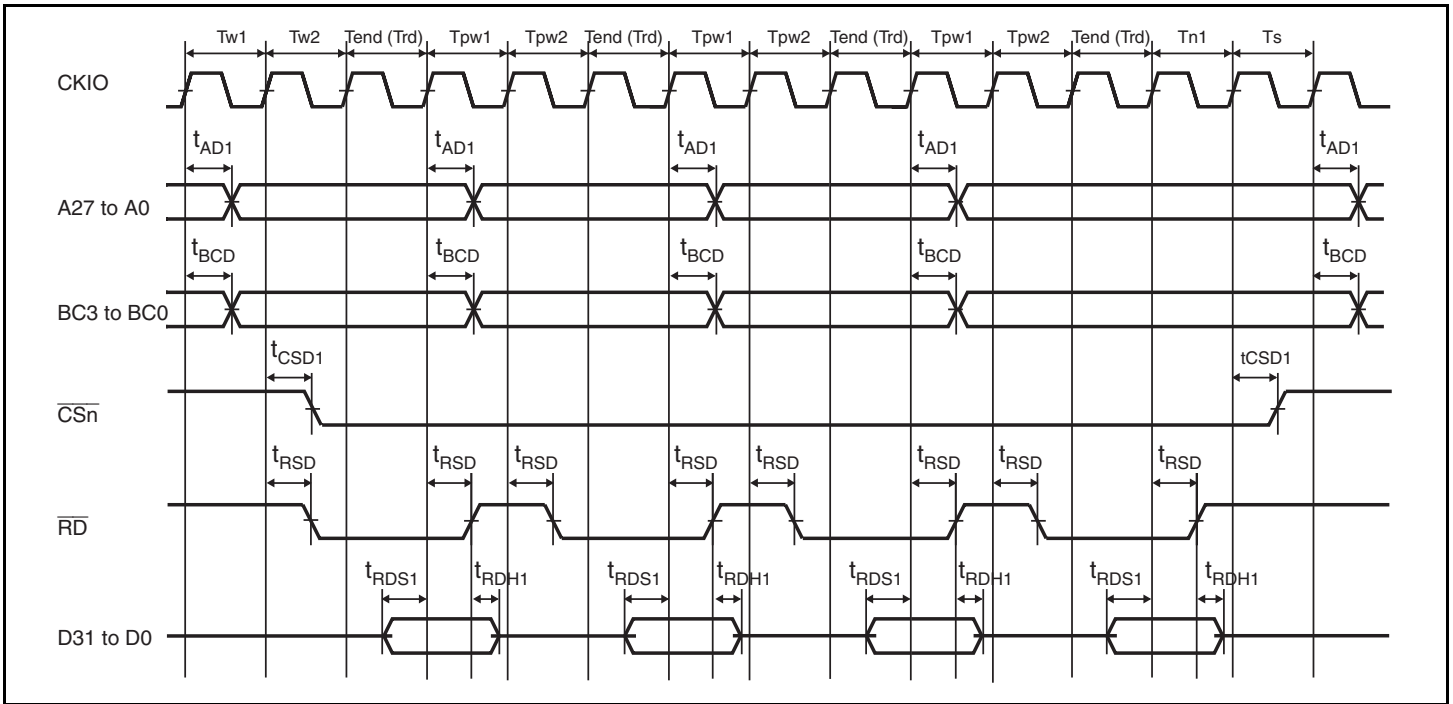 Tw1 Tw2 Tend (Trd) Tpw1 Tpw2 Tend (Trd) Tpw1 Tpw2 Tend (Trd) Tpw1 Tpw2 Tend (Trd) Tn1 Ts
CKIO
tAD1 tAD1 tAD1 tAD1 tAD1
A27 to A0
tBCD tBCD tBCD tBCD tBCD
BC3 to BC0
tCSD1 tCSD1
CSn
tRSD tRSD tRSD tRSD tRSD tRSD tRSD tRSD
RD
tRDS1 tRDH1 tRDS1 tRDH1 tRDS1 tRDH1 tRDS1 tRDH1
D31 to D0